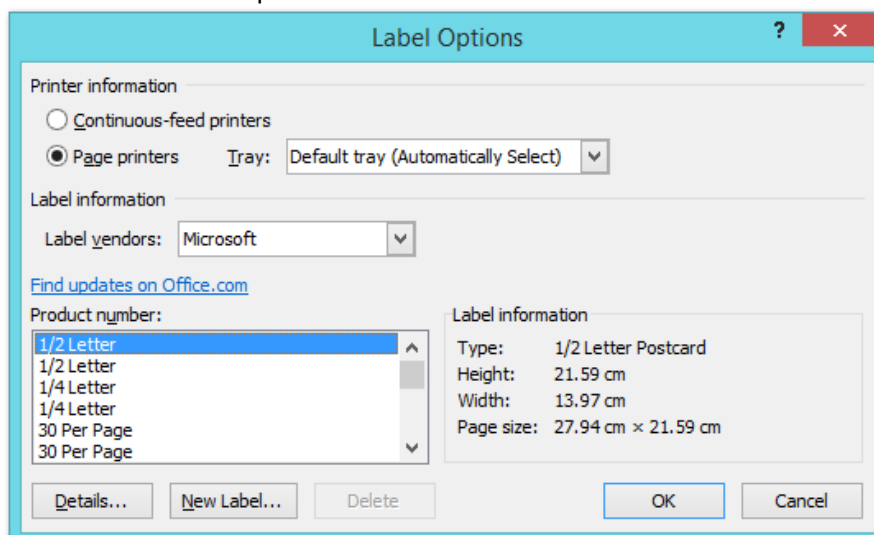 Label Options
?
×
Printer information
Continuous-feed printers
Page printers Tray: Default tray (Automatically Select)
Label information
Label vendors: Microsoft
Find updates on Office.com
Product number:
1/2 Letter
1/2 Letter
1/4 Letter
1/4 Letter
30 Per Page
30 Per Page
Label information
Type: 1/2 Letter Postcard
Height: 21.59 cm
Width: 13.97 cm
Page size: 27.94 cm × 21.59 cm
Details... New Label... Delete OK Cancel